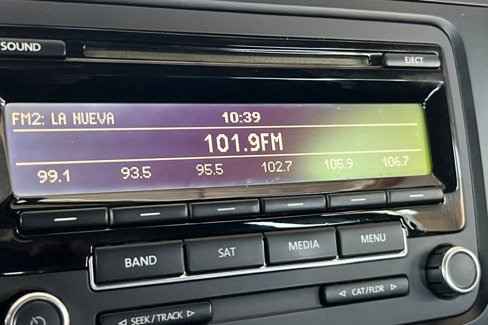 SOUND
EJECT
FM2: LA NUEVA 10:39
101.9FM
99.1 93.5 95.5 102.7 105.9 106.7
BAND SAT MEDIA MENU
◁ SEEK/TRACK ▷ ◁ CAT/FLDR ▷